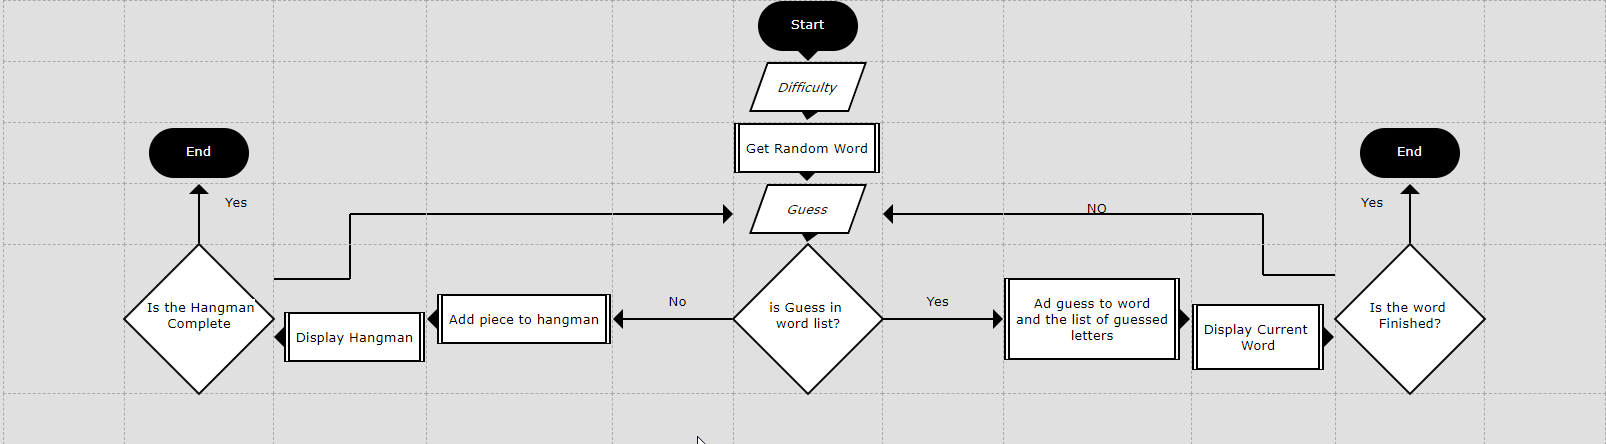 Start
Difficulty
Get Random Word
End
End
Yes
Yes
Guess
NO
Is the Hangman
Complete
Display Hangman
Add piece to hangman
No
is Guess in
word list?
Yes
Ad guess to word
and the list of guessed
letters
Display Current
Word
Is the word
Finished?